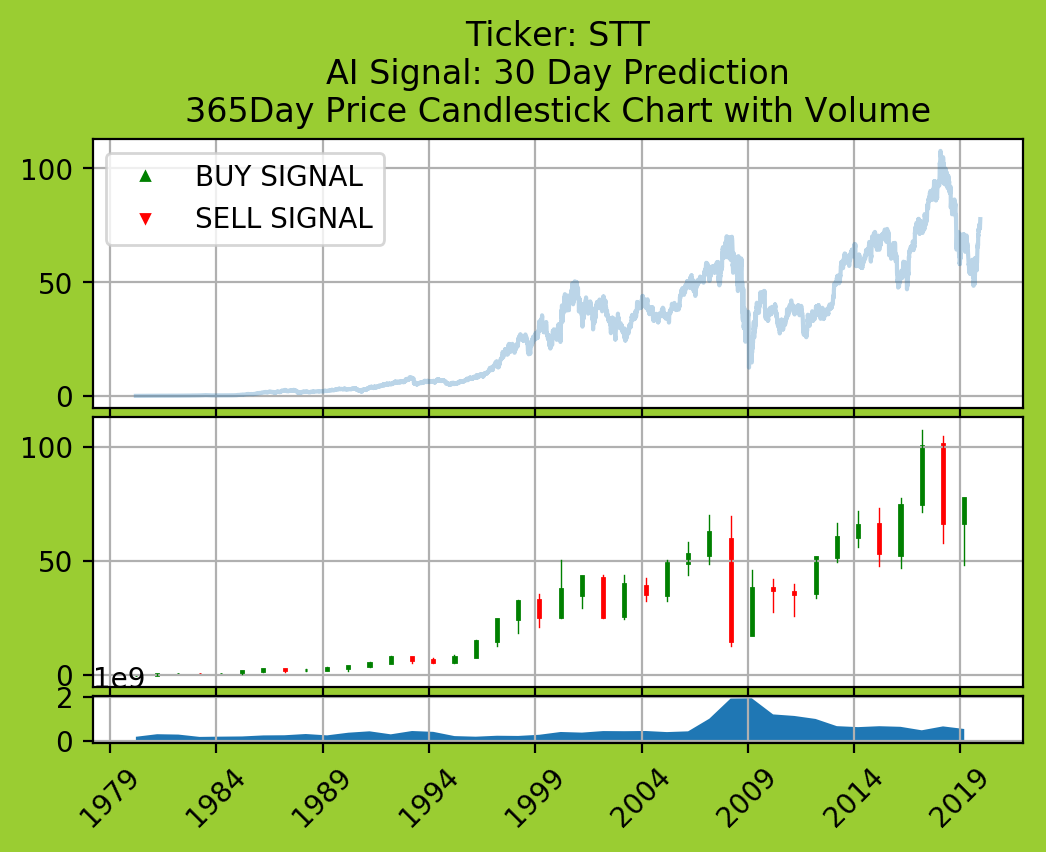 Ticker: STT
AI Signal: 30 Day Prediction
365Day Price Candlestick Chart with Volume
BUY SIGNAL
SELL SIGNAL
100
50
0
100
50
0
1e9
2
0
1979 1984 1989 1994 1999 2004 2009 2014 2019